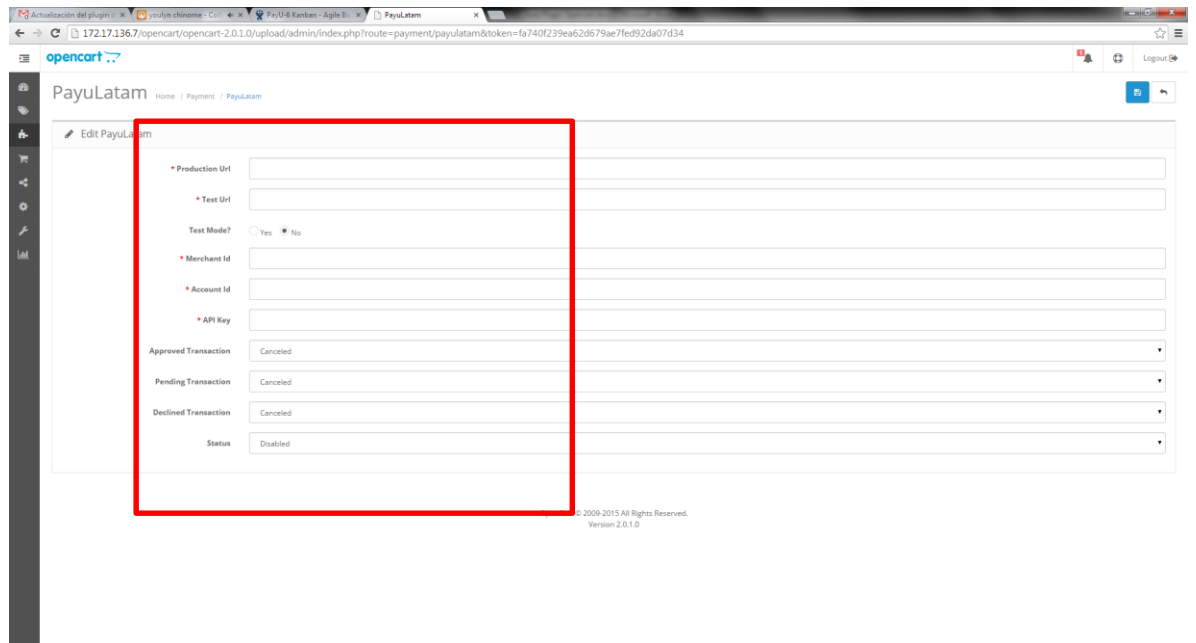 Actualización del plugin d
youlyn chinome - Col
PayU-6 Kanban - Agile Bo
PayuLatam
172.17.136.7/opencart/opencart-2.0.1.0/upload/admin/index.php?route=payment/payulatam&token=fa740f239ea62d679ae7fed92da07d34
opencart
Logout
PayuLatam Home / Payment / PayuLatam
Edit PayuLatam
* Production Url
* Test Url
Test Mode? Yes No
* Merchant Id
* Account Id
* API Key
Approved Transaction Canceled
Pending Transaction Canceled
Declined Transaction Canceled
Status Disabled
© 2009-2015 All Rights Reserved.
Version 2.0.1.0